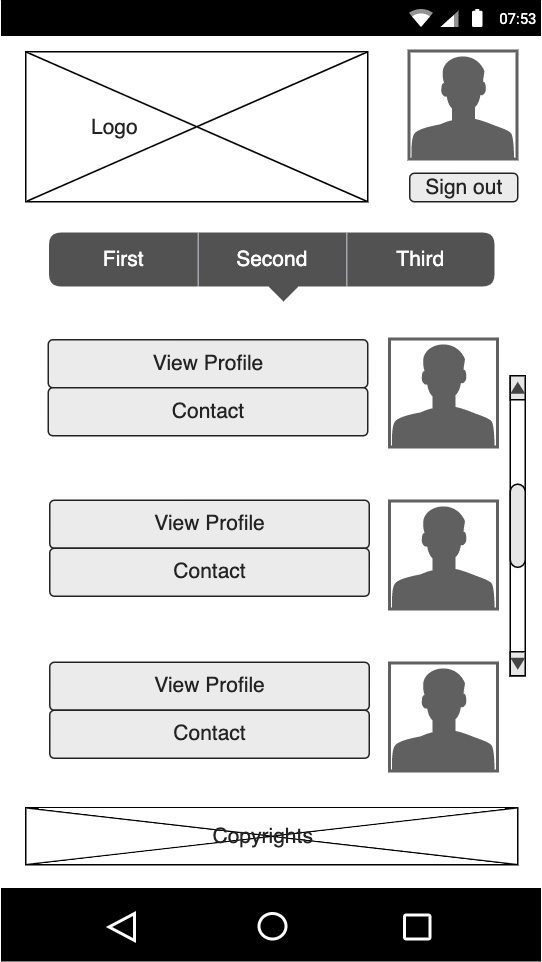 07:53
Logo
Sign out
First Second Third
View Profile
Contact
View Profile
Contact
View Profile
Contact
Copyrights